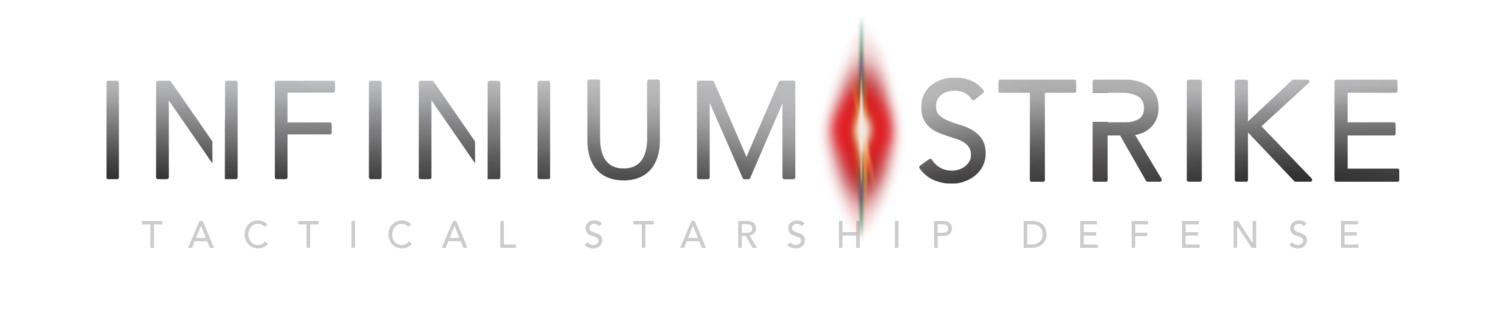 INFINIUM STRIKE
TACTICAL STARSHIP DEFENSE